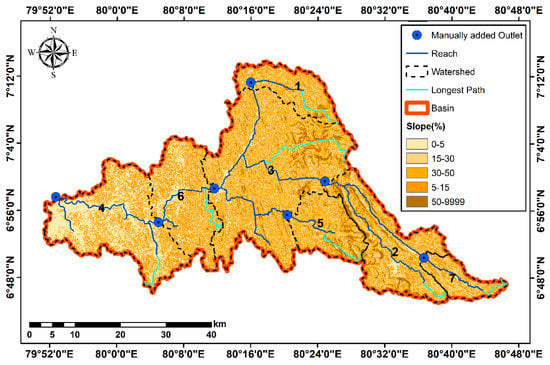 79°52'0"E 80°0'0"E 80°8'0"E 80°16'0"E 80°24'0"E 80°32'0"E 80°40'0"E 80°48'0"E
N
W E
S
7°12'0"N
7°4'0"N
6°56'0"N
6°48'0"N
7°12'0"N
7°4'0"N
6°56'0"N
6°48'0"N
1
3
6
4
5
2
7
Manually added Outlet
Reach
Watershed
Longest Path
Basin
Slope(%)
0-5
15-30
30-50
5-15
50-9999
km
0 5 10 20 30 40
79°52'0"E 80°0'0"E 80°8'0"E 80°16'0"E 80°24'0"E 80°32'0"E 80°40'0"E 80°48'0"E